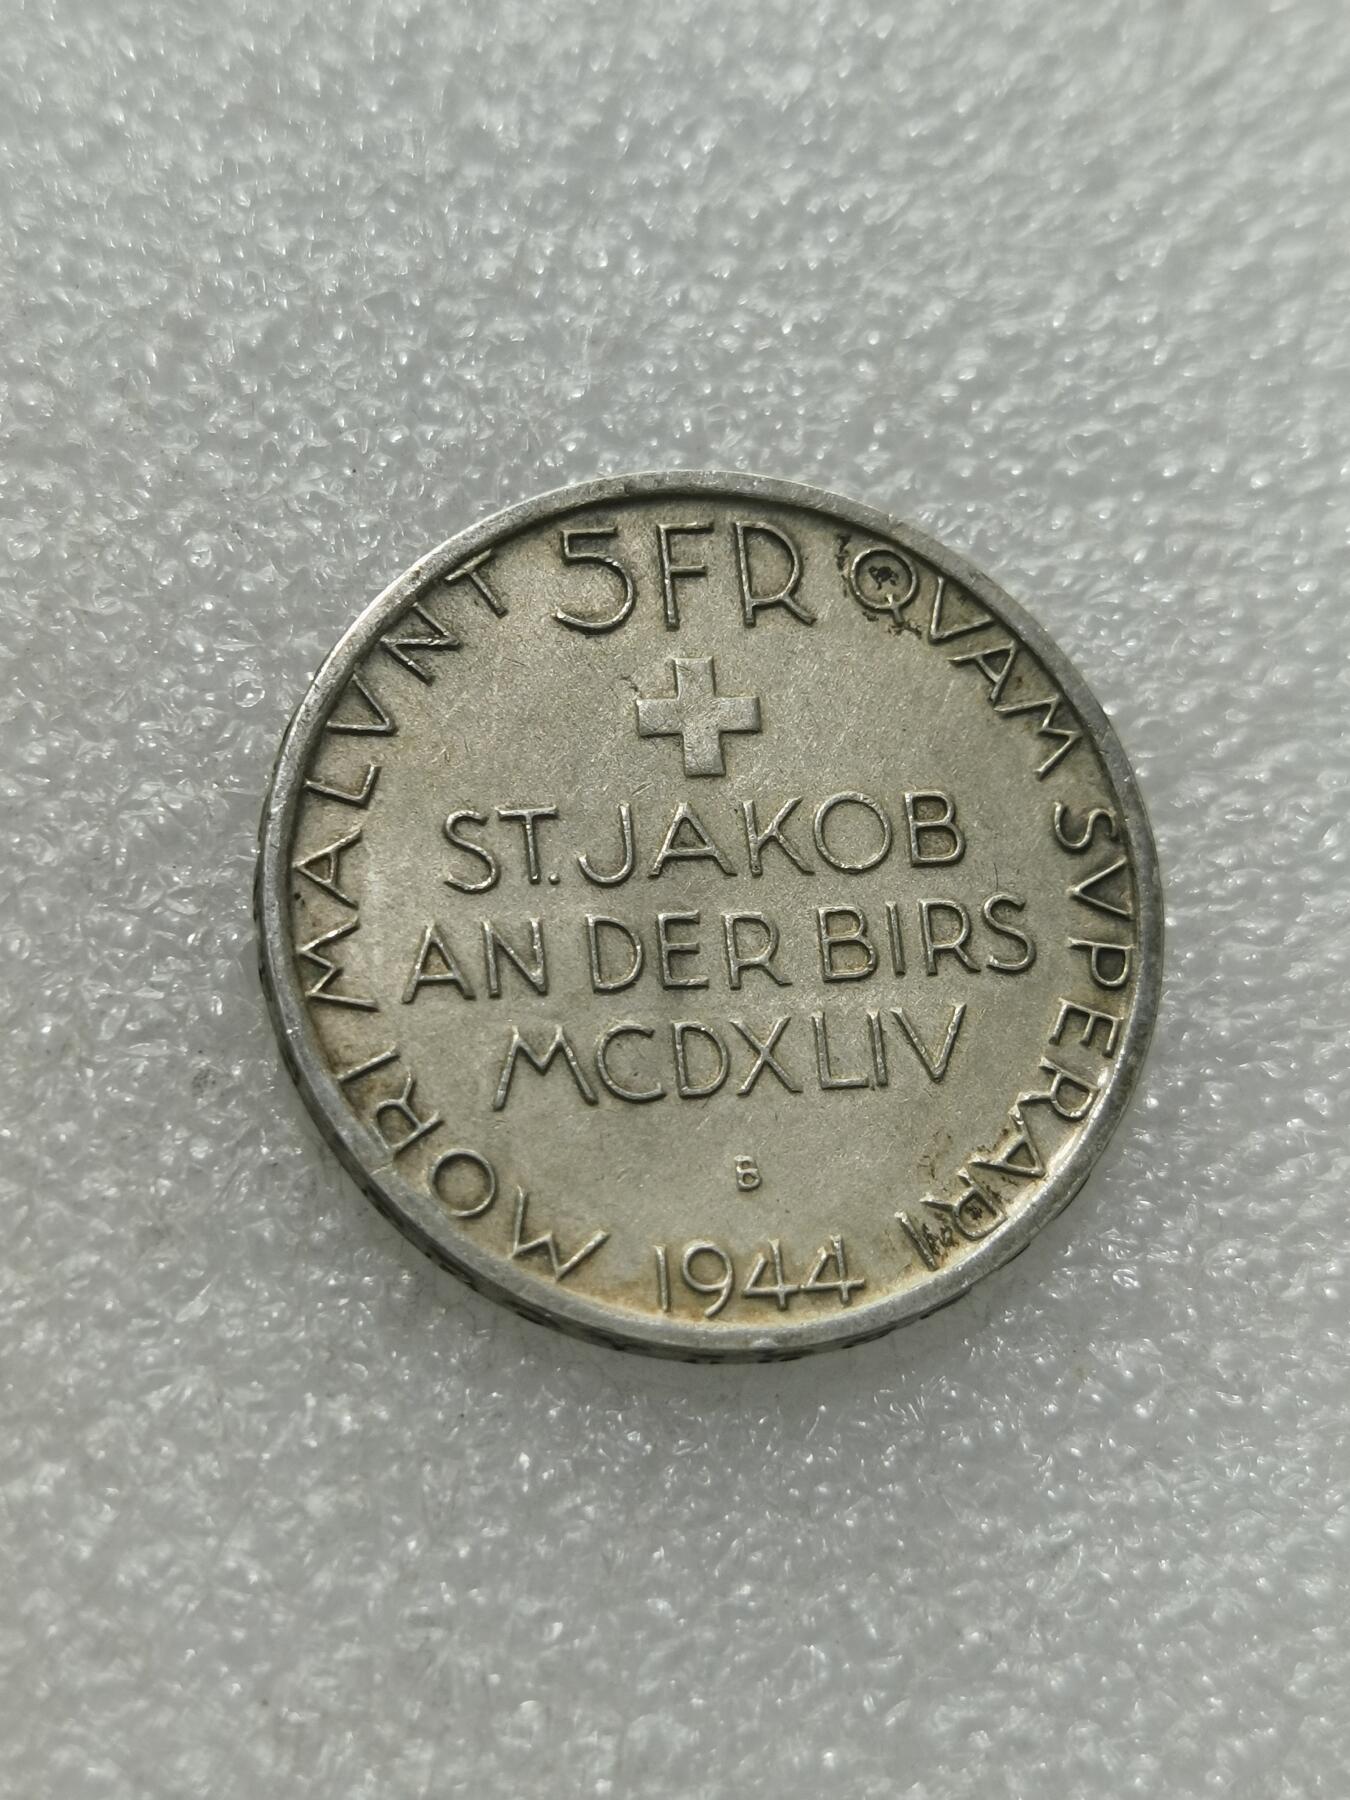 5FR
MORI MALVNT QVAM SVPERARI
ST. JAKOB
AN DER BIRS
MCDXLIV
B
1944